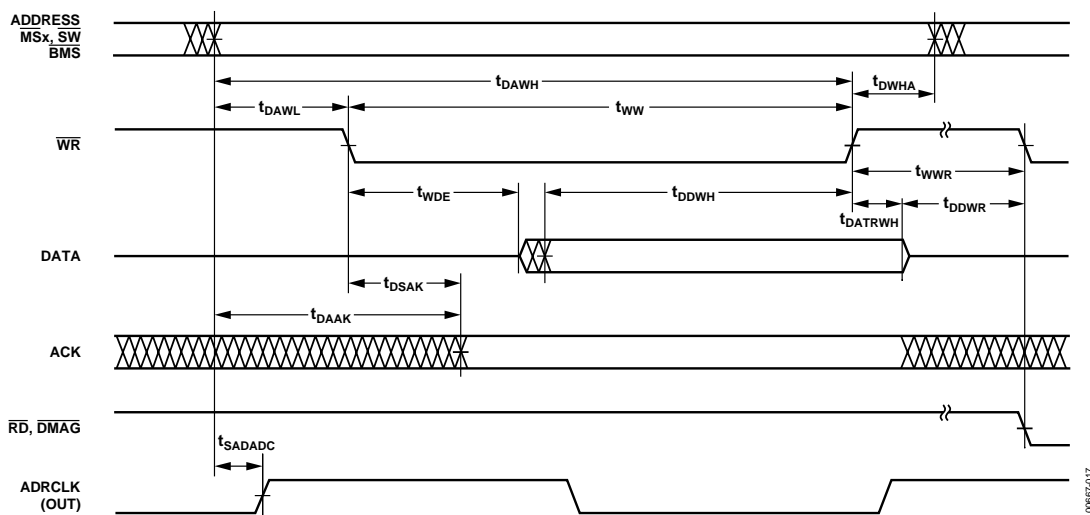 ADDRESS
MSx, SW
BMS
tDAWH
tDWHA
tDAWL
tWW
WR
tWWR
tWDE
tDDWH
tDATRWH
tDDWR
DATA
tDSAK
tDAAK
ACK
RD, DMAG
tSADADC
ADRCLK
(OUT)
00667-017